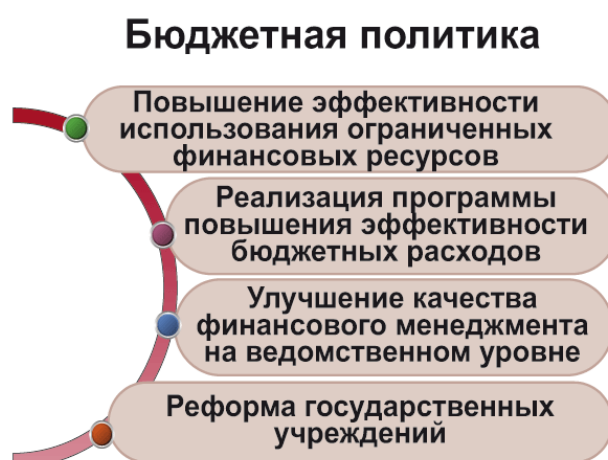 Бюджетная политика
Повышение эффективности
использования ограниченных
финансовых ресурсов
Реализация программы
повышения эффективности
бюджетных расходов
Улучшение качества
финансового менеджмента
на ведомственном уровне
Реформа государственных
учреждений